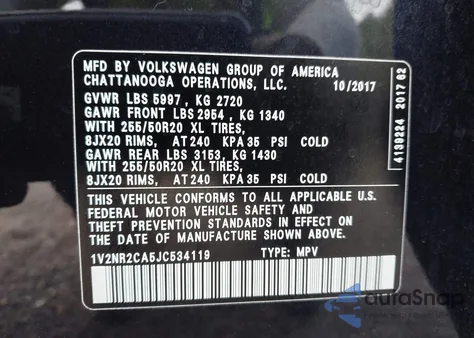 MFD BY VOLKSWAGEN GROUP OF AMERICA
CHATTANOOGA OPERATIONS, LLC. 10/2017
GVWR LBS 5997, KG 2720
GAWR FRONT LBS 2954, KG 1340
WITH 255/50R20 XL TIRES,
8JX20 RIMS, AT 240 KPA 35 PSI COLD
GAWR REAR LBS 3153, KG 1430
WITH 255/50R20 XL TIRES,
8JX20 RIMS, AT 240 KPA 35 PSI COLD
THIS VEHICLE CONFORMS TO ALL APPLICABLE U.S.
FEDERAL MOTOR VEHICLE SAFETY AND
THEFT PREVENTION STANDARDS IN EFFECT ON
THE DATE OF MANUFACTURE SHOWN ABOVE.
1V2NR2CA5JC534119 TYPE: MPV
4139224 2017 62
auraSnap